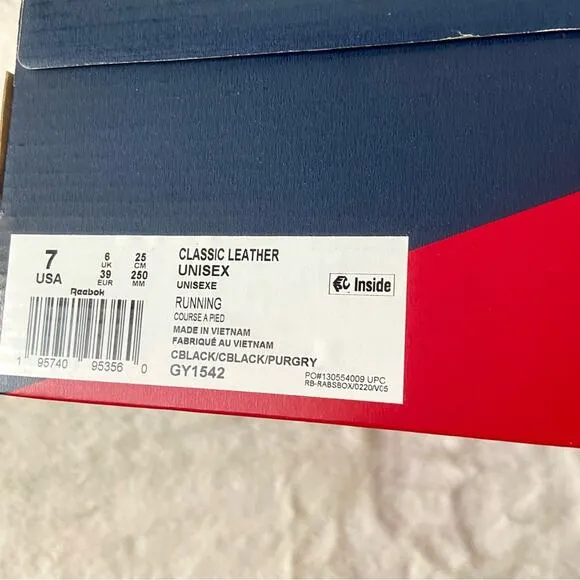 7
USA
6
UK
39
EUR
25
CM
250
MM
Reebok
1 95740 95356 0
CLASSIC LEATHER
UNISEX
UNISEXE
RUNNING
COURSE A PIED
MADE IN VIETNAM
FABRIQUÉ AU VIETNAM
CBLACK/CBLACK/PURGRY
GY1542
Inside
PO#130554009 UPC
RB-RABSBOX/0220/V05